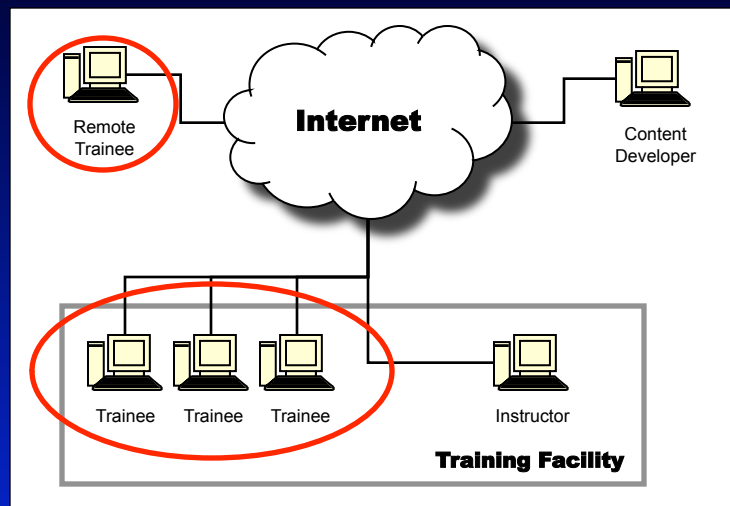 Internet
Remote
Trainee
Content
Developer
Trainee
Trainee
Trainee
Instructor
Training Facility